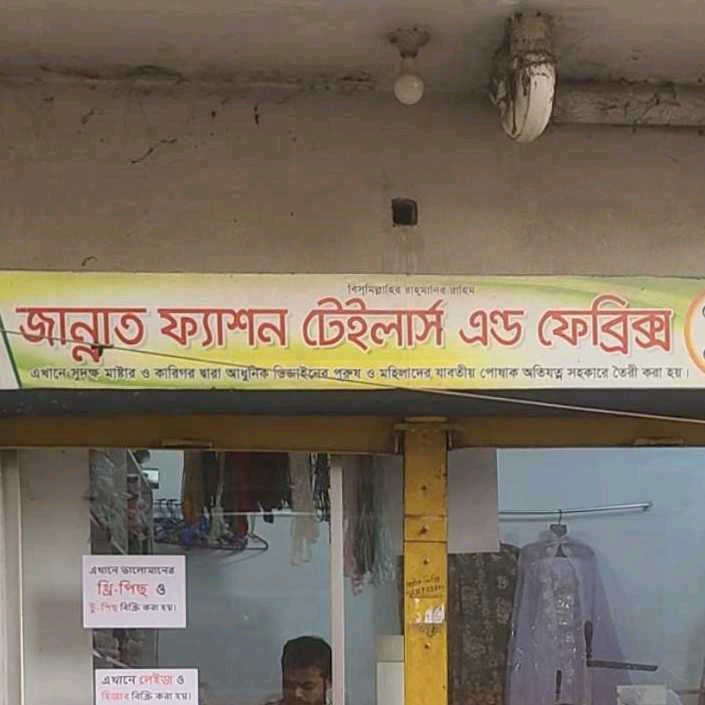 বিসমিল্লাহির রাহমানির রাহিম
জান্নাত ফ্যাশন টেইলার্স এন্ড ফেব্রিক্স
এখানে সুদক্ষ মাষ্টার ও কারিগর দ্বারা আধুনিক ডিজাইনের পুরুষ ও মহিলাদের যাবতীয় পোষাক অতিযত্ন সহকারে তৈরী করা হয়।
এখানে ভালোমানের
থ্রি-পিছ ও
টু-পিছ বিক্রি করা হয়।
এখানে লেইজ ও
হিজাব বিক্রি করা হয়।